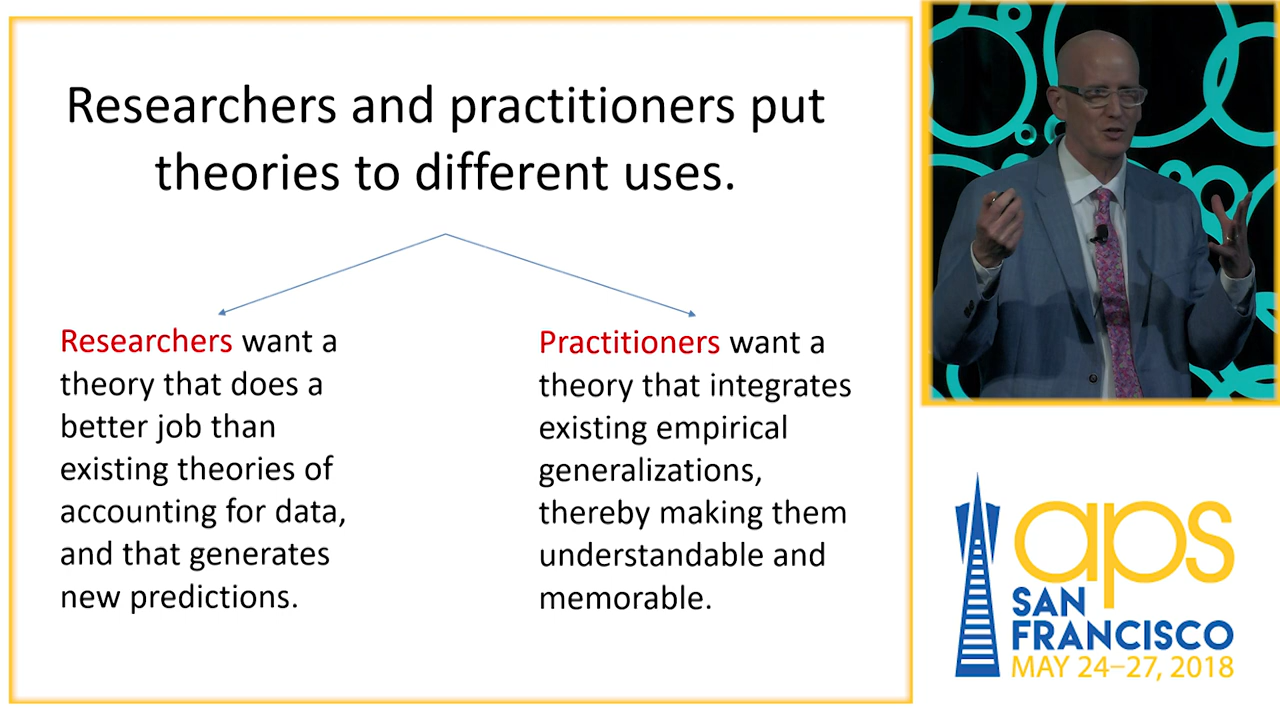 Researchers and practitioners put
theories to different uses.
Researchers want a
theory that does a
better job than
existing theories of
accounting for data,
and that generates
new predictions.
Practitioners want a
theory that integrates
existing empirical
generalizations,
thereby making them
understandable and
memorable.
aps
SAN
FRANCISCO
MAY 24–27, 2018